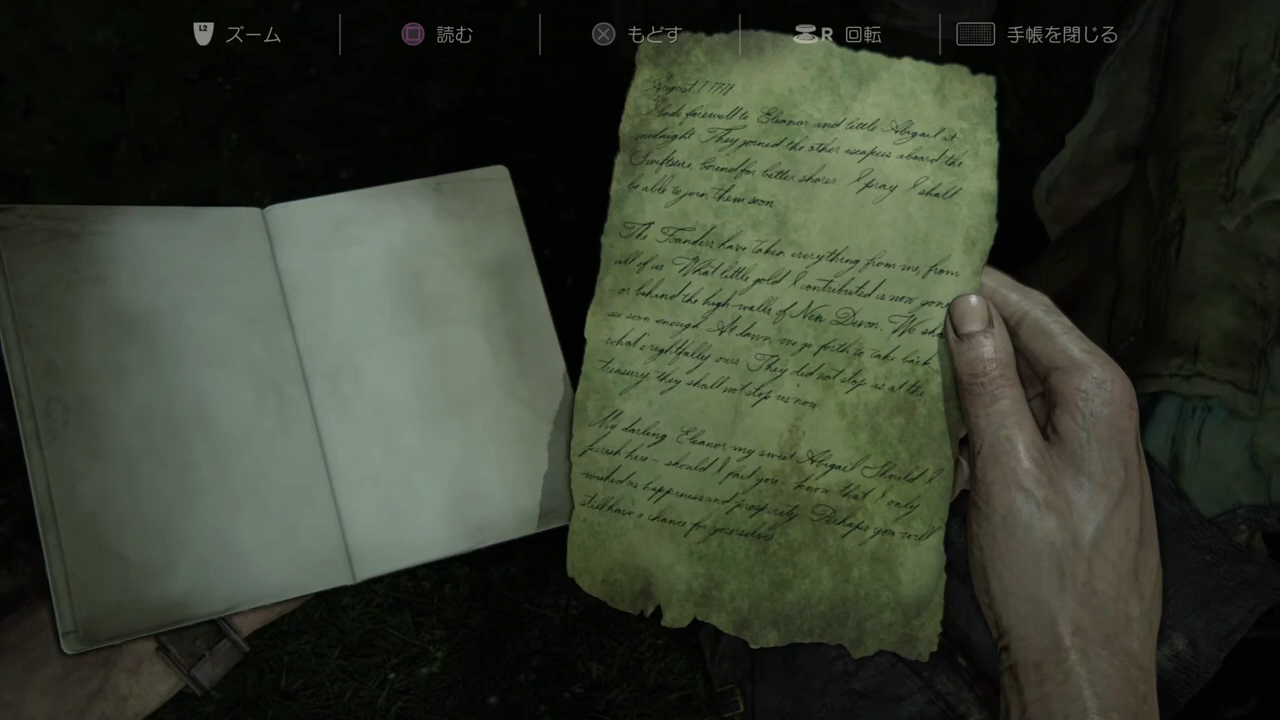 L2 ズーム
読む
もどす
R 回転
手帳を閉じる
August 1
I bade farewell to Eleanor and little Abigail at
midnight. They joined the other escapees aboard the
Swiftsure, bound for better shores. I pray I shall
be able to join them soon
The Founders have taken everything from me, from
all of us. What little gold I contributed is now gone
or behind the high walls of New Devon. We sha
see soon enough. At dawn, we go forth to take back
what's rightfully ours. They did not stop us at the
treasury, they shall not stop us now
My darling Eleanor, my sweet Abigail. Should I
perish here – should I fail you – know that I only
wished us happiness and prosperity. Perhaps you will
still have a chance for yourselves